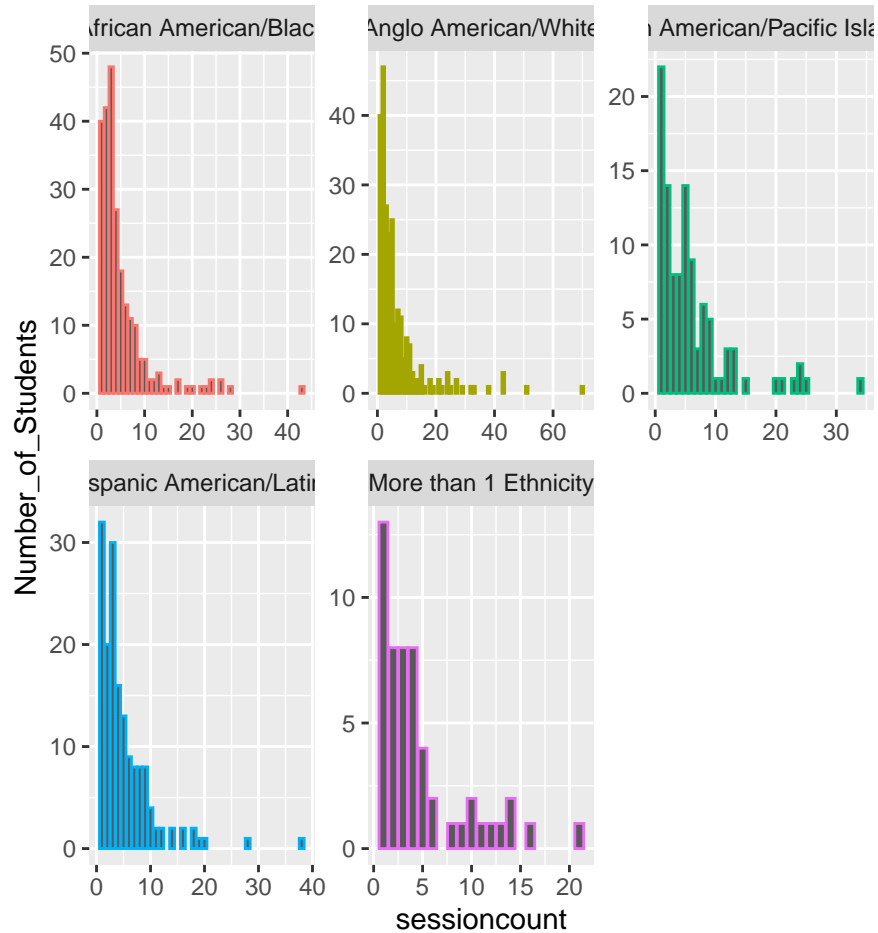 African American/Blac
Anglo American/White
n American/Pacific Isla
50
40
30
20
10
0
0 10 20 30 40
40
30
20
10
0
0 20 40 60
20
15
10
5
0
0 10 20 30
spanic American/Latin
More than 1 Ethnicity
30
20
10
0
0 10 20 30 40
10
5
0
0 5 10 15 20
Number_of_Students
sessioncount